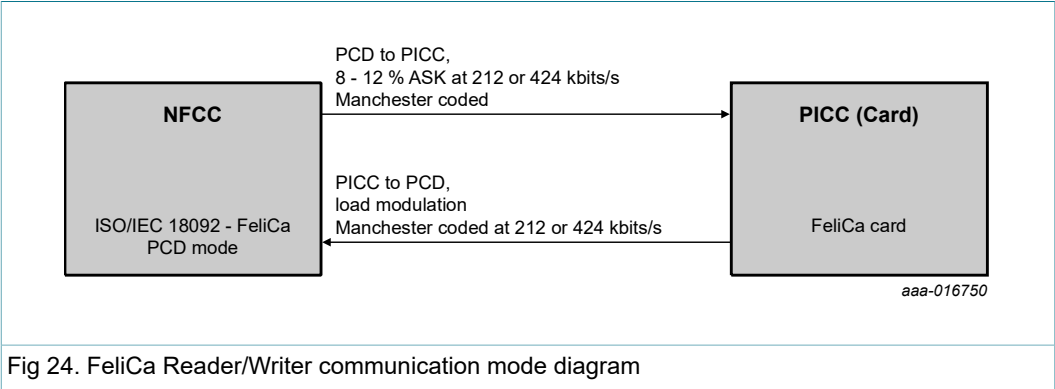 PCD to PICC,
8 - 12 % ASK at 212 or 424 kbits/s
Manchester coded
NFCC
PICC (Card)
PICC to PCD,
load modulation
Manchester coded at 212 or 424 kbits/s
ISO/IEC 18092 - FeliCa
PCD mode
FeliCa card
aaa-016750
Fig 24. FeliCa Reader/Writer communication mode diagram